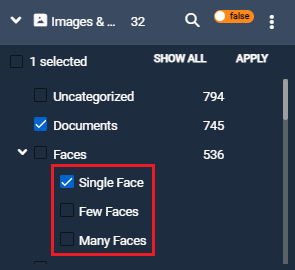 Images & ... 32 false
1 selected SHOW ALL APPLY
Uncategorized 794
Documents 745
Faces 536
Single Face
Few Faces
Many Faces